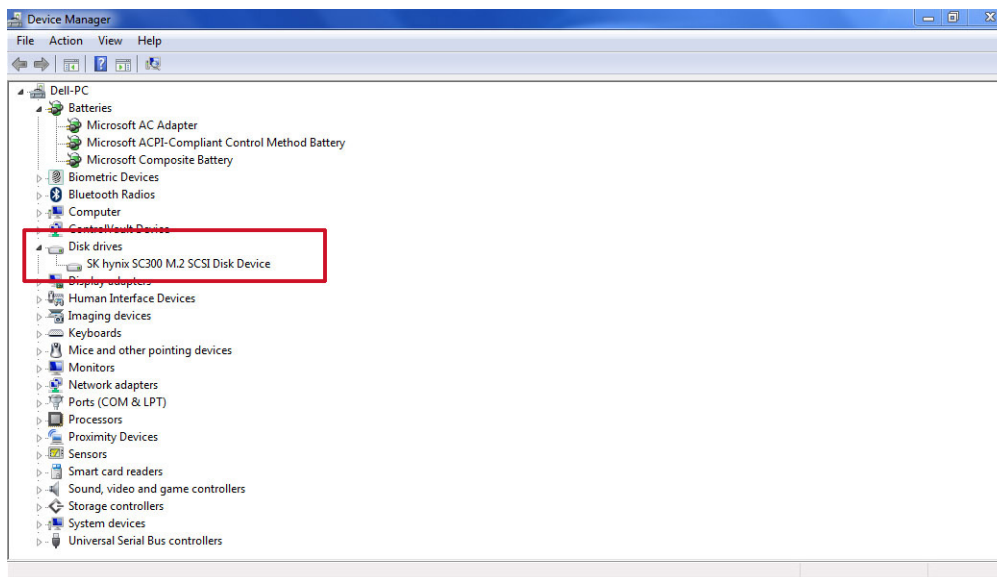 Device Manager
File Action View Help
Dell-PC
Batteries
Microsoft AC Adapter
Microsoft ACPI-Compliant Control Method Battery
Microsoft Composite Battery
Biometric Devices
Bluetooth Radios
Computer
ControlVault Device
Disk drives
SK hynix SC300 M.2 SCSI Disk Device
Display adapters
Human Interface Devices
Imaging devices
Keyboards
Mice and other pointing devices
Monitors
Network adapters
Ports (COM & LPT)
Processors
Proximity Devices
Sensors
Smart card readers
Sound, video and game controllers
Storage controllers
System devices
Universal Serial Bus controllers